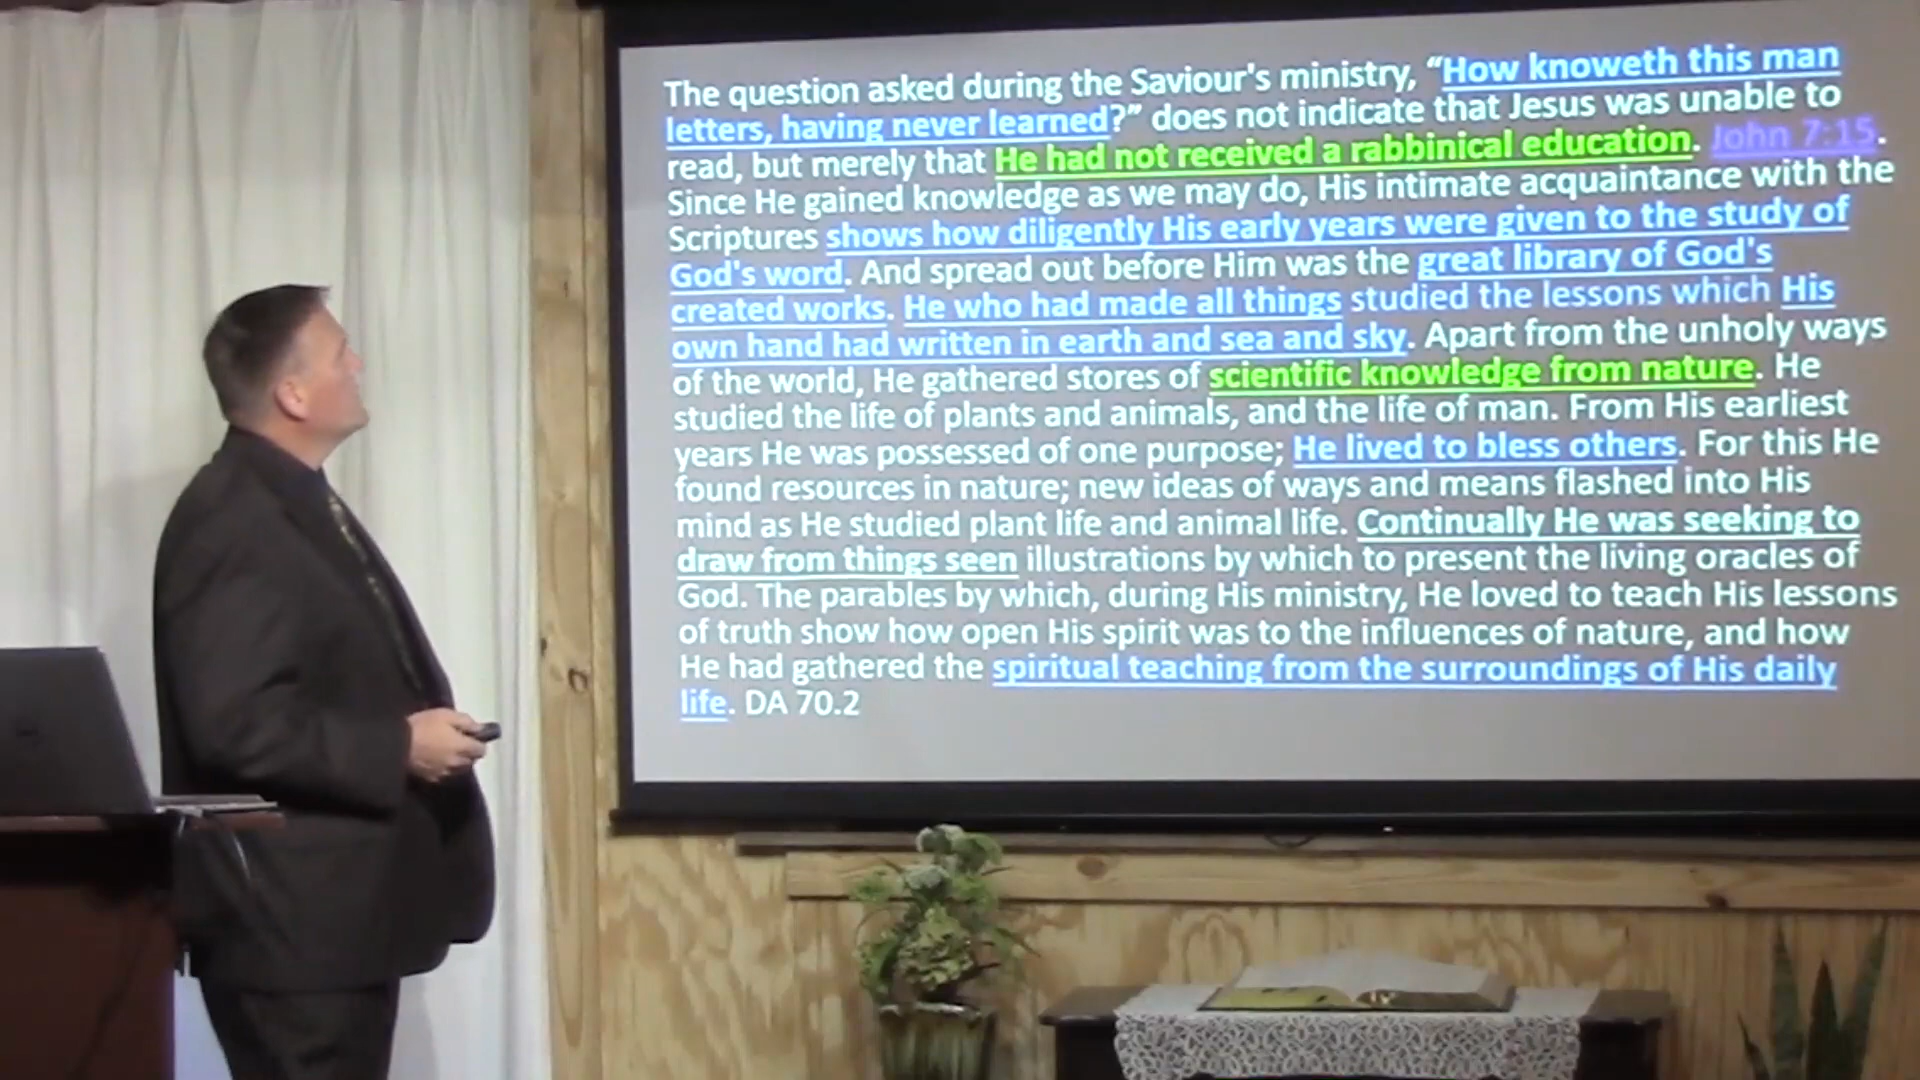 The question asked during the Saviour's ministry, “How knoweth this man
letters, having never learned?” does not indicate that Jesus was unable to
read, but merely that He had not received a rabbinical education. John 7:15.
Since He gained knowledge as we may do, His intimate acquaintance with the
Scriptures shows how diligently His early years were given to the study of
God's word. And spread out before Him was the great library of God's
created works. He who had made all things studied the lessons which His
own hand had written in earth and sea and sky. Apart from the unholy ways
of the world, He gathered stores of scientific knowledge from nature. He
studied the life of plants and animals, and the life of man. From His earliest
years He was possessed of one purpose; He lived to bless others. For this He
found resources in nature; new ideas of ways and means flashed into His
mind as He studied plant life and animal life. Continually He was seeking to
draw from things seen illustrations by which to present the living oracles of
God. The parables by which, during His ministry, He loved to teach His lessons
of truth show how open His spirit was to the influences of nature, and how
He had gathered the spiritual teaching from the surroundings of His daily
life. DA 70.2